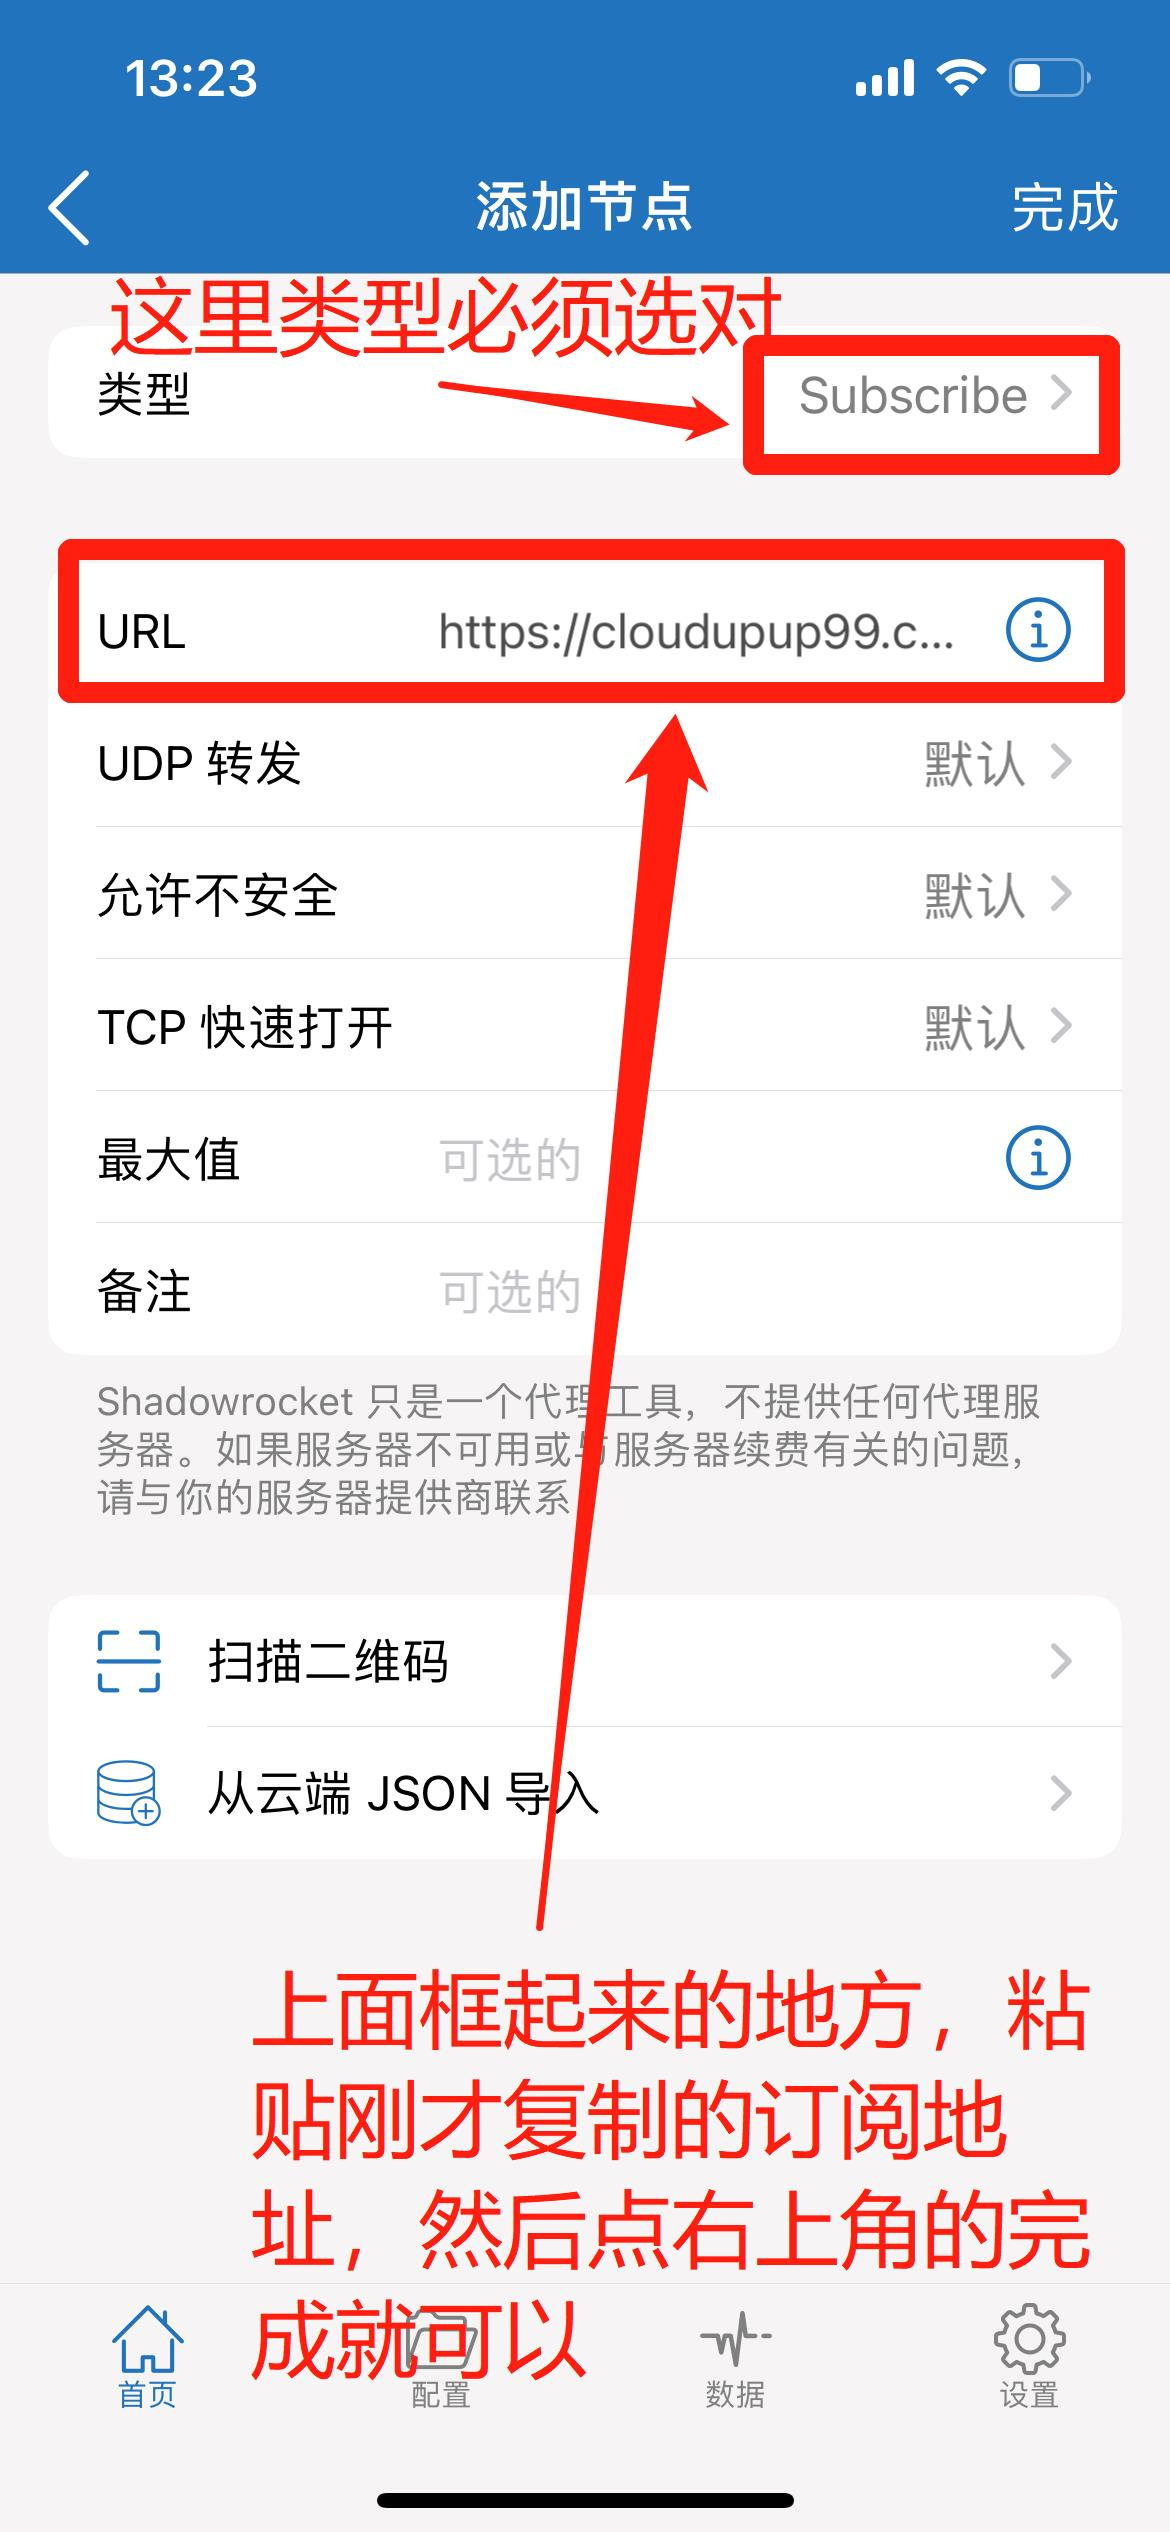 13:23
添加节点
完成
这里类型必须选对
类型
Subscribe
URL
https://cloudupup99.c...
UDP 转发
默认
允许不安全
默认
TCP 快速打开
默认
最大值
可选的
备注
可选的
Shadowrocket 只是一个代理工具，不提供任何代理服
务器。如果服务器不可用或与服务器续费有关的问题，
请与你的服务器提供商联系
扫描二维码
从云端 JSON 导入
上面框起来的地方，粘
贴刚才复制的订阅地
址，然后点右上角的完
成就可以
首页
配置
数据
设置